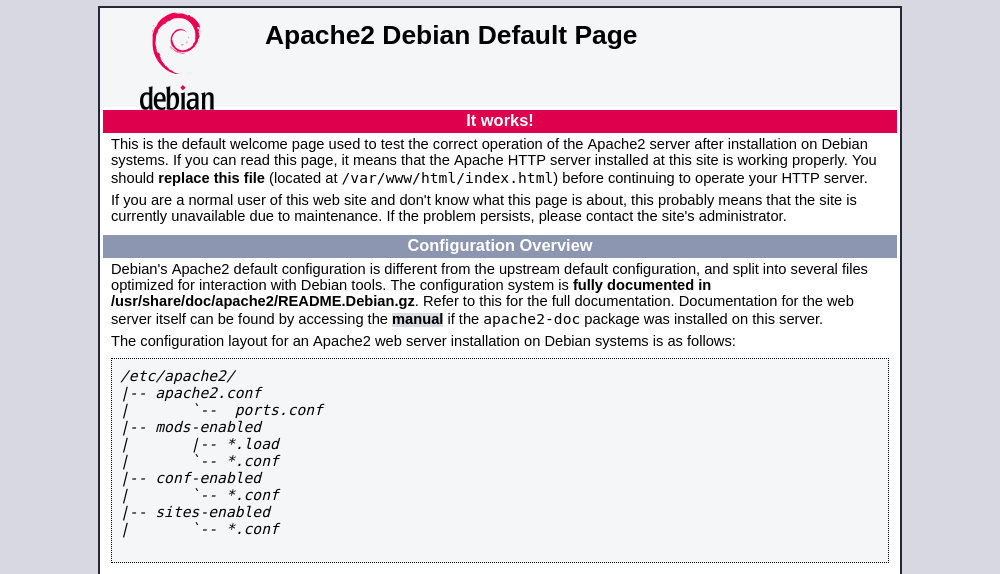 debian
Apache2 Debian Default Page
It works!
This is the default welcome page used to test the correct operation of the Apache2 server after installation on Debian
systems. If you can read this page, it means that the Apache HTTP server installed at this site is working properly. You
should replace this file (located at /var/www/html/index.html) before continuing to operate your HTTP server.
If you are a normal user of this web site and don't know what this page is about, this probably means that the site is
currently unavailable due to maintenance. If the problem persists, please contact the site's administrator.
Configuration Overview
Debian's Apache2 default configuration is different from the upstream default configuration, and split into several files
optimized for interaction with Debian tools. The configuration system is fully documented in
/usr/share/doc/apache2/README.Debian.gz. Refer to this for the full documentation. Documentation for the web
server itself can be found by accessing the manual if the apache2-doc package was installed on this server.
The configuration layout for an Apache2 web server installation on Debian systems is as follows:
/etc/apache2/
|-- apache2.conf
|       `--  ports.conf
|-- mods-enabled
|       |-- *.load
|       `-- *.conf
|-- conf-enabled
|       `-- *.conf
|-- sites-enabled
|       `-- *.conf